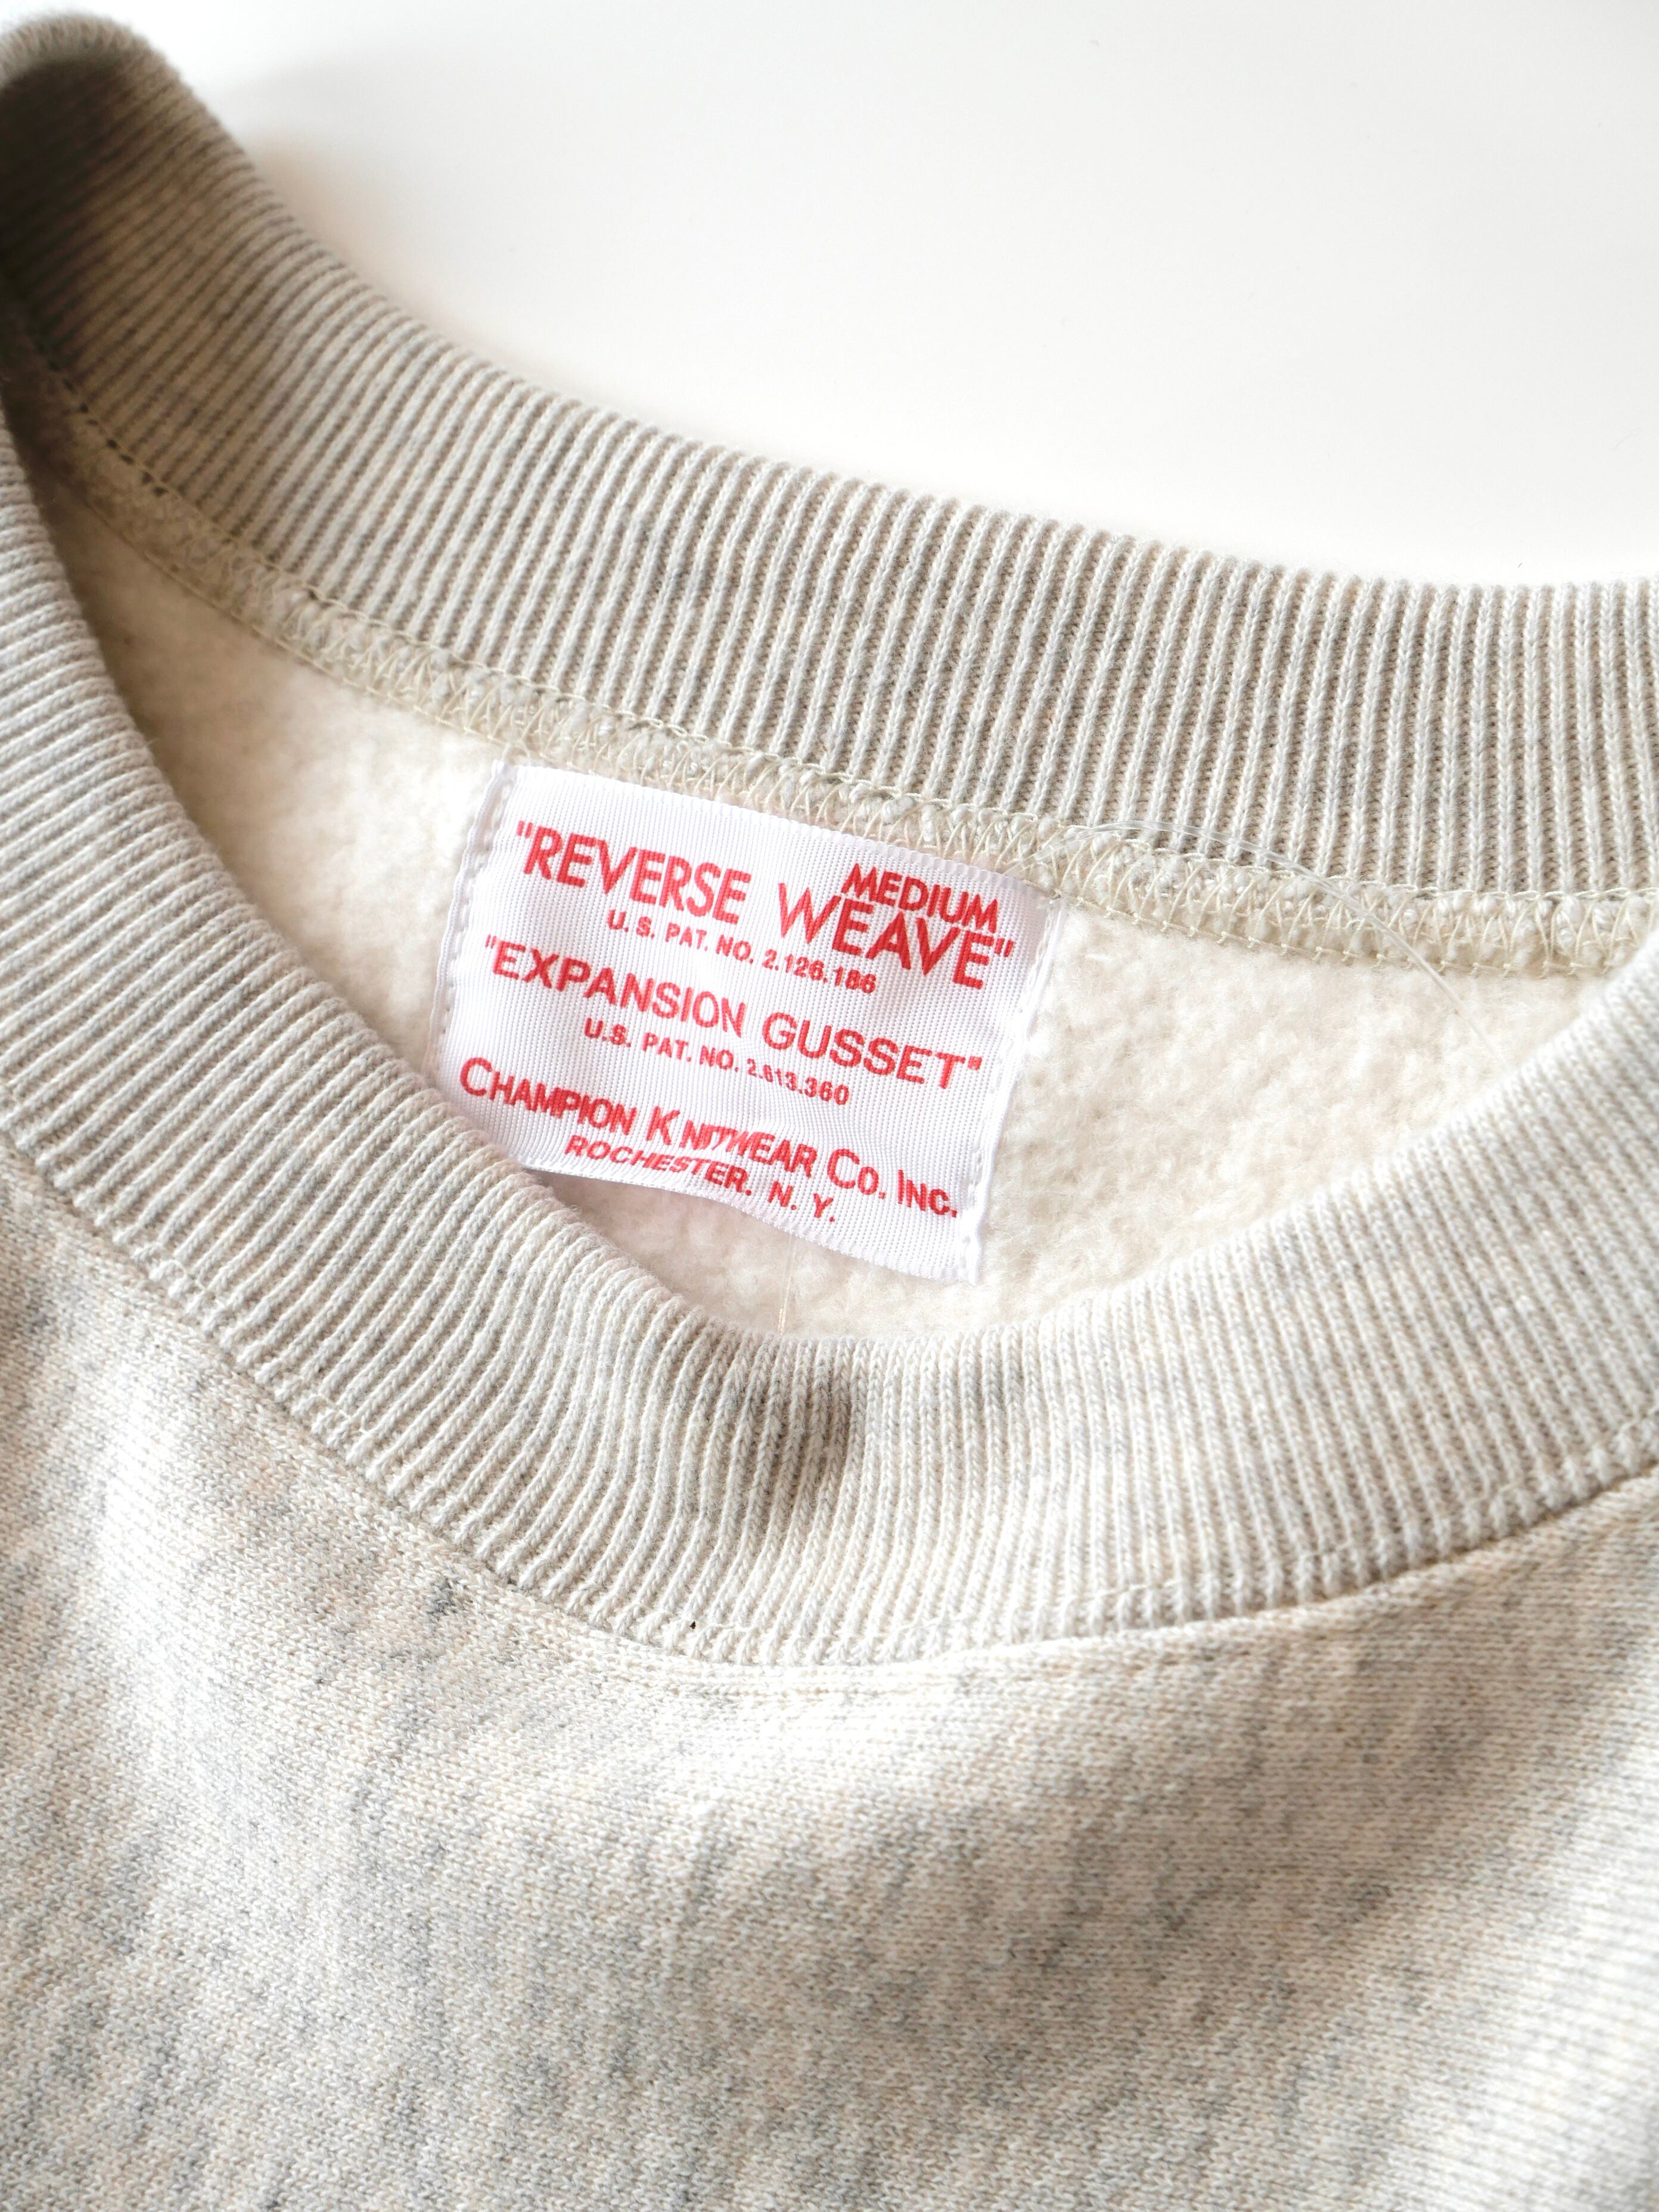 MEDIUM
"REVERSE WEAVE"
U. S. PAT. NO. 2.126.186
"EXPANSION GUSSET"
U.S. PAT. NO. 2.613.360
CHAMPION KNITWEAR CO. INC.
ROCHESTER. N. Y.